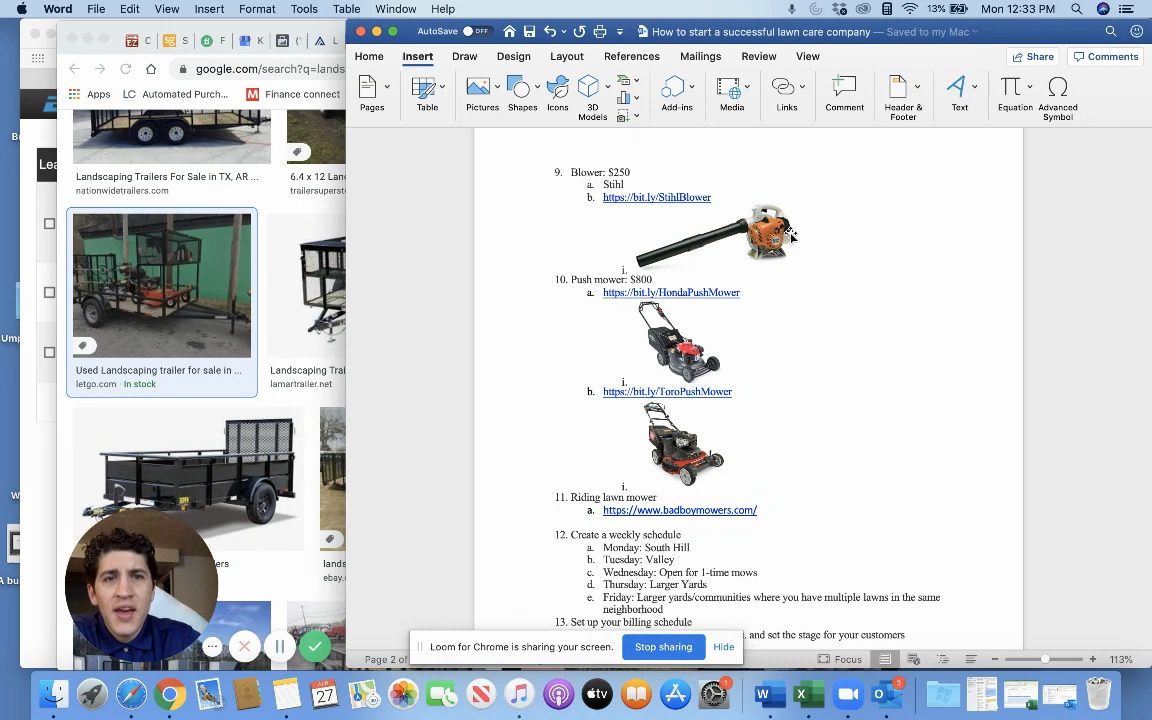 Word File Edit View Insert Format Tools Table Window Help 13% Mon 12:33 PM
AutoSave OFF How to start a successful lawn care company — Saved to my Mac
C S F K L
google.com/search?q=lands
Apps Automated Purch... Finance connect
Home Insert Draw Design Layout References Mailings Review View Share Comments
Pages Table Pictures Shapes Icons 3D Models Add-ins Media Links Comment Header & Footer Text Equation Advanced Symbol
Landscaping Trailers For Sale in TX, AR ...
nationwidetrailers.com
6.4 x 12 Lan
trailersuperst
Used Landscaping trailer for sale in ...
letgo.com · In stock
Landscaping Trai
lamartrailer.net
ers
lands
ebay.
Lea
9. Blower: $250
a. Stihl
b. https://bit.ly/StihlBlower
i.
10. Push mower: $800
a. https://bit.ly/HondaPushMower
i.
b. https://bit.ly/ToroPushMower
i.
11. Riding lawn mower
a. https://www.badboymowers.com/
12. Create a weekly schedule
a. Monday: South Hill
b. Tuesday: Valley
c. Wednesday: Open for 1-time mows
d. Thursday: Larger Yards
e. Friday: Larger yards/communities where you have multiple lawns in the same
neighborhood
13. Set up your billing schedule
, and set the stage for your customers
Loom for Chrome is sharing your screen. Stop sharing Hide
Page 2 of Focus 113%